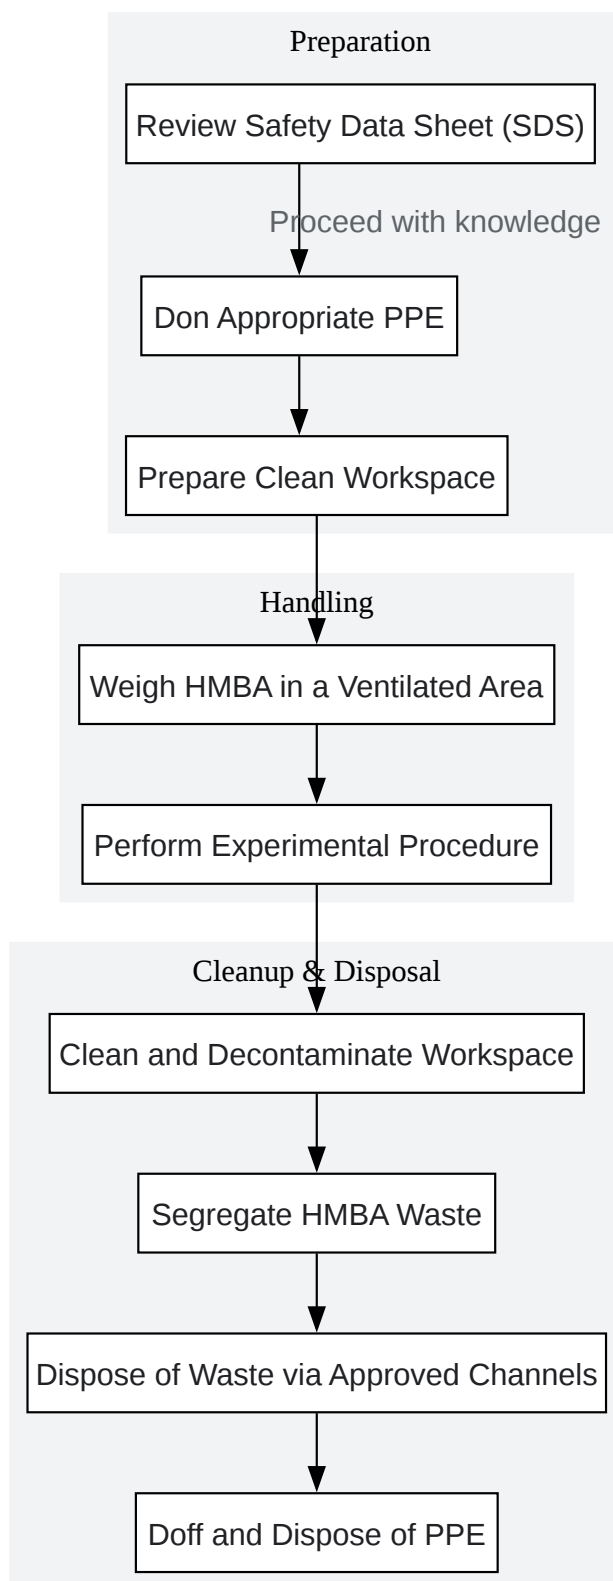 Preparation
Review Safety Data Sheet (SDS)
Proceed with knowledge
Don Appropriate PPE
Prepare Clean Workspace
Handling
Weigh HMBA in a Ventilated Area
Perform Experimental Procedure
Cleanup & Disposal
Clean and Decontaminate Workspace
Segregate HMBA Waste
Dispose of Waste via Approved Channels
Doff and Dispose of PPE